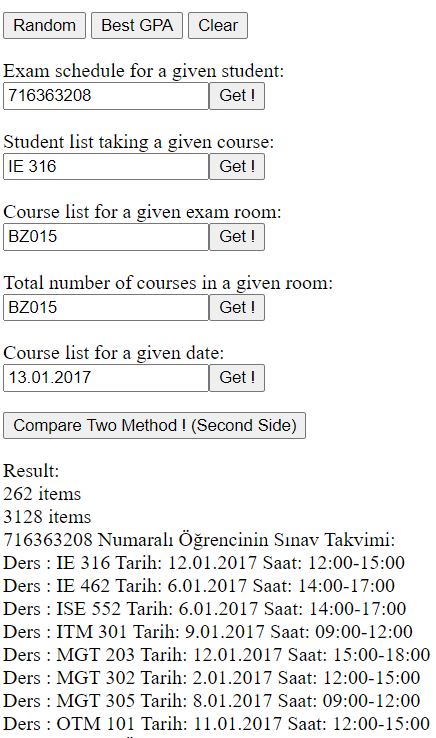 Random Best GPA Clear
Exam schedule for a given student:
716363208 Get !
Student list taking a given course:
IE 316 Get !
Course list for a given exam room:
BZ015 Get !
Total number of courses in a given room:
BZ015 Get !
Course list for a given date:
13.01.2017 Get !
Compare Two Method ! (Second Side)
Result:
262 items
3128 items
716363208 Numaralı Öğrencinin Sınav Takvimi:
Ders : IE 316 Tarih: 12.01.2017 Saat: 12:00-15:00
Ders : IE 462 Tarih: 6.01.2017 Saat: 14:00-17:00
Ders : ISE 552 Tarih: 6.01.2017 Saat: 14:00-17:00
Ders : ITM 301 Tarih: 9.01.2017 Saat: 09:00-12:00
Ders : MGT 203 Tarih: 12.01.2017 Saat: 15:00-18:00
Ders : MGT 302 Tarih: 2.01.2017 Saat: 12:00-15:00
Ders : MGT 305 Tarih: 8.01.2017 Saat: 09:00-12:00
Ders : OTM 101 Tarih: 11.01.2017 Saat: 12:00-15:00